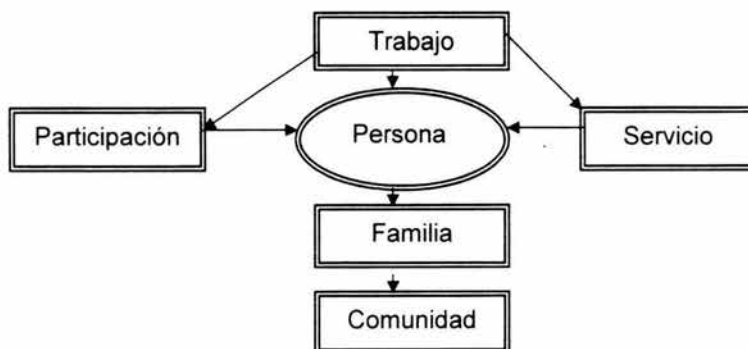 Trabajo
Participación
Persona
Servicio
Familia
Comunidad